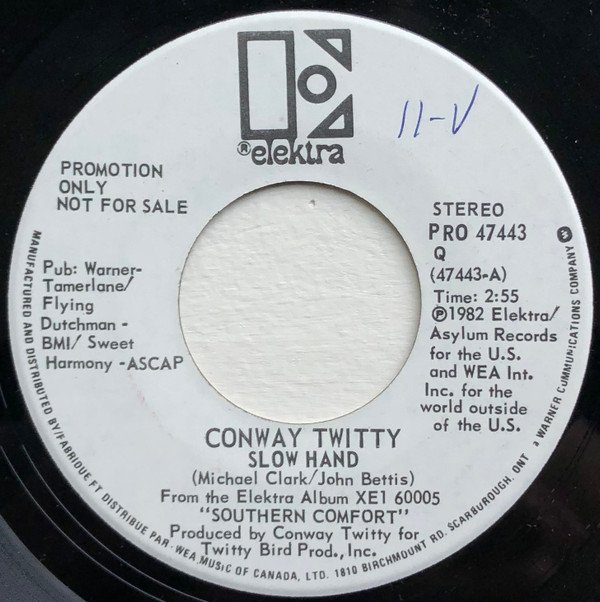 ®elektra
11-V
PROMOTION
ONLY
NOT FOR SALE
STEREO
PRO 47443
Q
(47443-A)
Time: 2:55
Ⓟ1982 Elektra/
Asylum Records
for the U.S.
and WEA Int.
Inc. for the
world outside
of the U.S.
Pub: Warner-
Tamerlane/
Flying
Dutchman -
BMI/ Sweet
Harmony -ASCAP
CONWAY TWITTY
SLOW HAND
(Michael Clark/John Bettis)
From the Elektra Album XE1 60005
"SOUTHERN COMFORT"
Produced by Conway Twitty for
Twitty Bird Prod., Inc.
MANUFACTURED AND DISTRIBUTED BY/FABRIQUE ET DISTRIBUE PAR-WEA MUSIC OF CANADA, LTD. 1810 BIRCHMOUNT RD. SCARBOROUGH, ONT a WARNER COMMUNICATIONS COMPANY